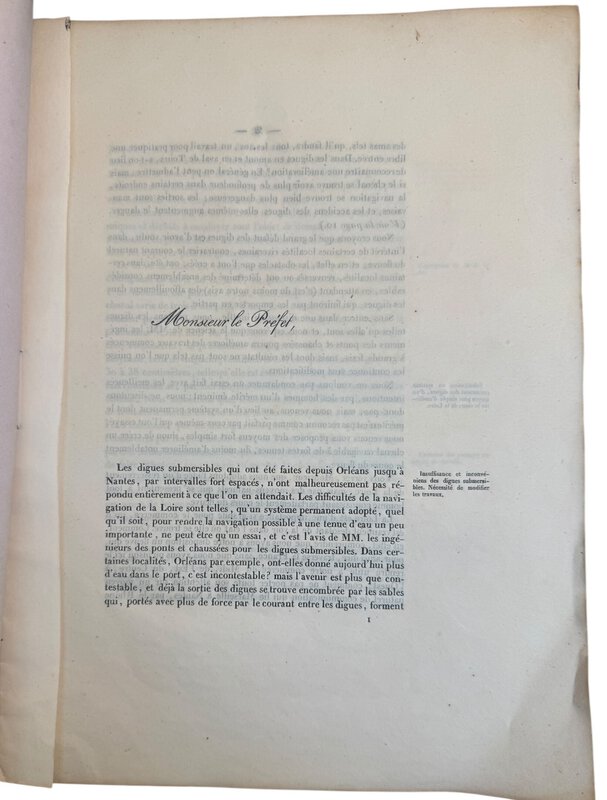 Monsieur le Préfet,
Les digues submersibles qui ont été faites depuis Orléans jusqu'à
Nantes, par intervalles fort espacés, n'ont malheureusement pas ré-
pondu entièrement à ce que l'on en attendait. Les difficultés de la navi-
gation de la Loire sont telles, qu'un système permanent adopté, quel
qu'il soit, pour rendre la navigation possible à une tenue d'eau un peu
importante, ne peut être qu'un essai, et c'est l'avis de MM. les ingé-
nieurs des ponts et chaussées pour les digues submersibles. Dans cer-
taines localités, Orléans par exemple, ont-elles donné aujourd'hui plus
d'eau dans le port, c'est incontestable? mais l'avenir est plus que con-
testable, et déjà la sortie des digues se trouve encombrée par les sables
qui, portés avec plus de force par le courant entre les digues, forment
Insuffisance et inconvé-
niens des digues submersi-
bles. Nécessité de modifier
les travaux.
1